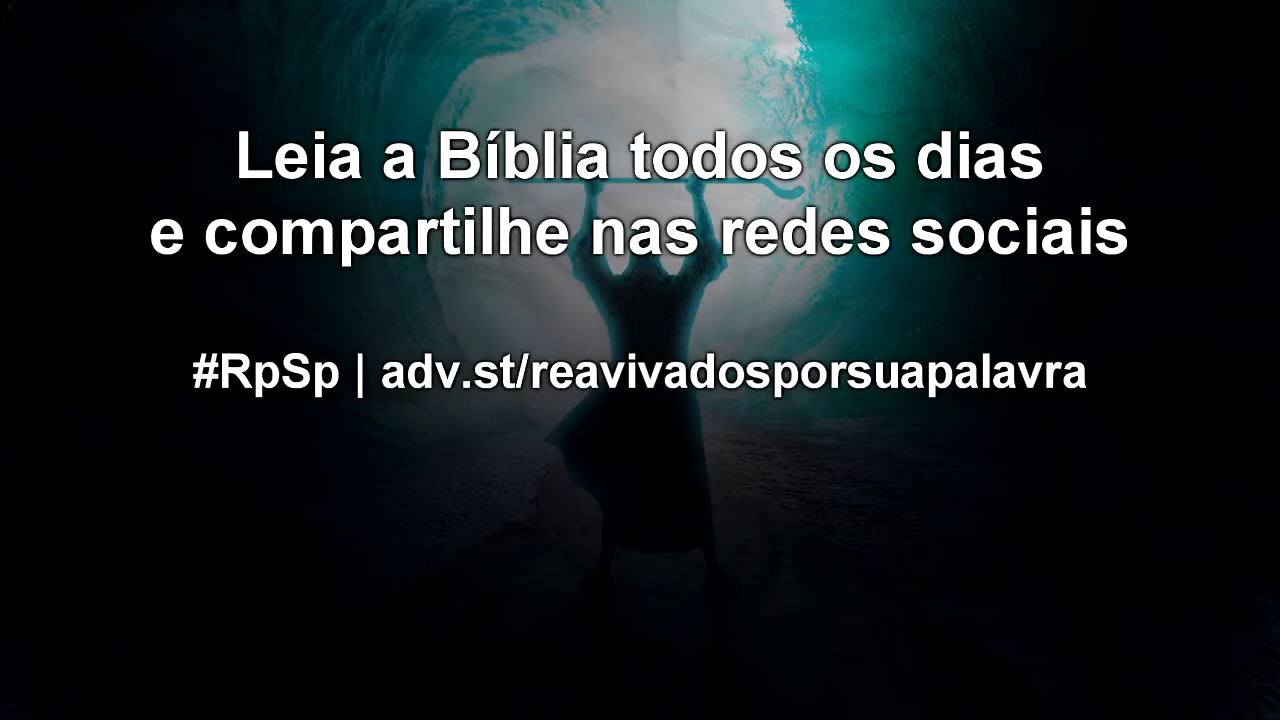 Leia a Bíblia todos os dias
e compartilhe nas redes sociais
#RpSp | adv.st/reavivadosporsuapalavra